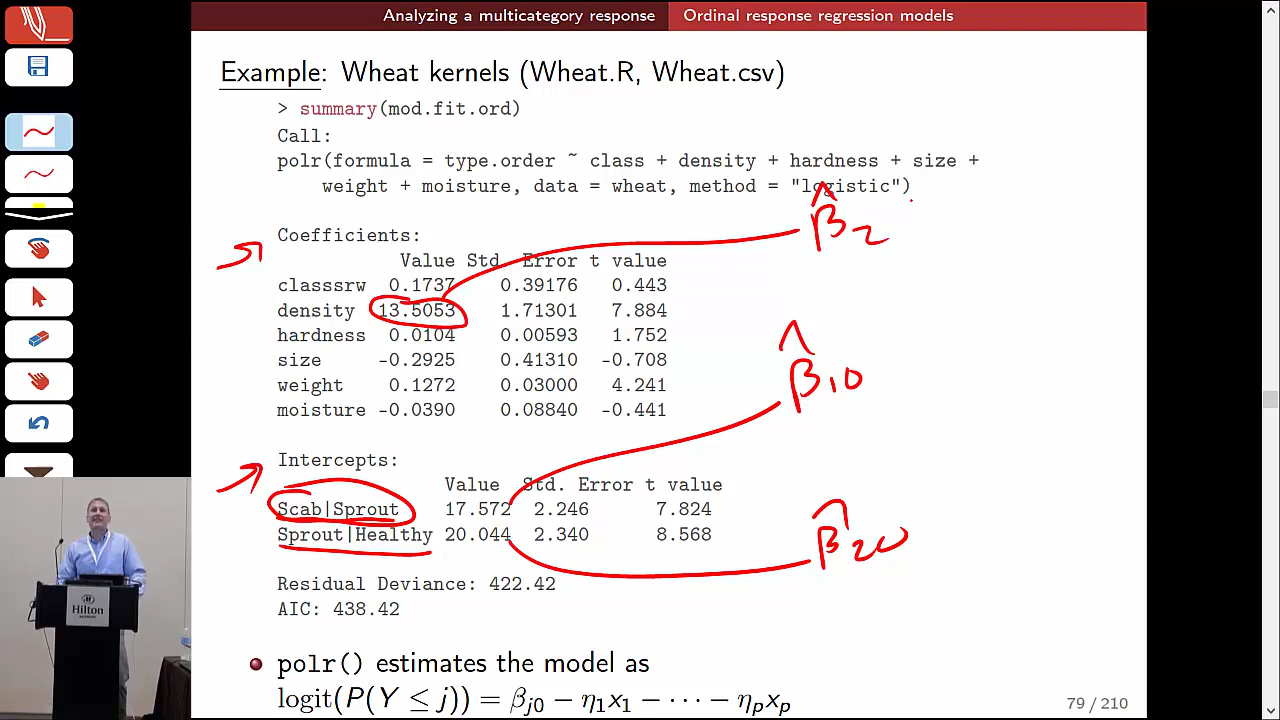 Analyzing a multicategory response Ordinal response regression models
Example: Wheat kernels (Wheat.R, Wheat.csv)
> summary(mod.fit.ord)
Call:
polr(formula = type.order ~ class + density + hardness + size +
weight + moisture, data = wheat, method = "logistic")
β̂2
Coefficients:
Value Std. Error t value
classsrw 0.1737 0.39176 0.443
density 13.5053 1.71301 7.884
hardness 0.0104 0.00593 1.752
size -0.2925 0.41310 -0.708
weight 0.1272 0.03000 4.241
moisture -0.0390 0.08840 -0.441
β̂10
Intercepts:
Value Std. Error t value
Scab|Sprout 17.572 2.246 7.824
Sprout|Healthy 20.044 2.340 8.568
β̂20
Residual Deviance: 422.42
AIC: 438.42
polr() estimates the model as
logit(P(Y ≤ j)) = βj0 − η1x1 − ⋯ − ηpxp
79 / 210
Hilton